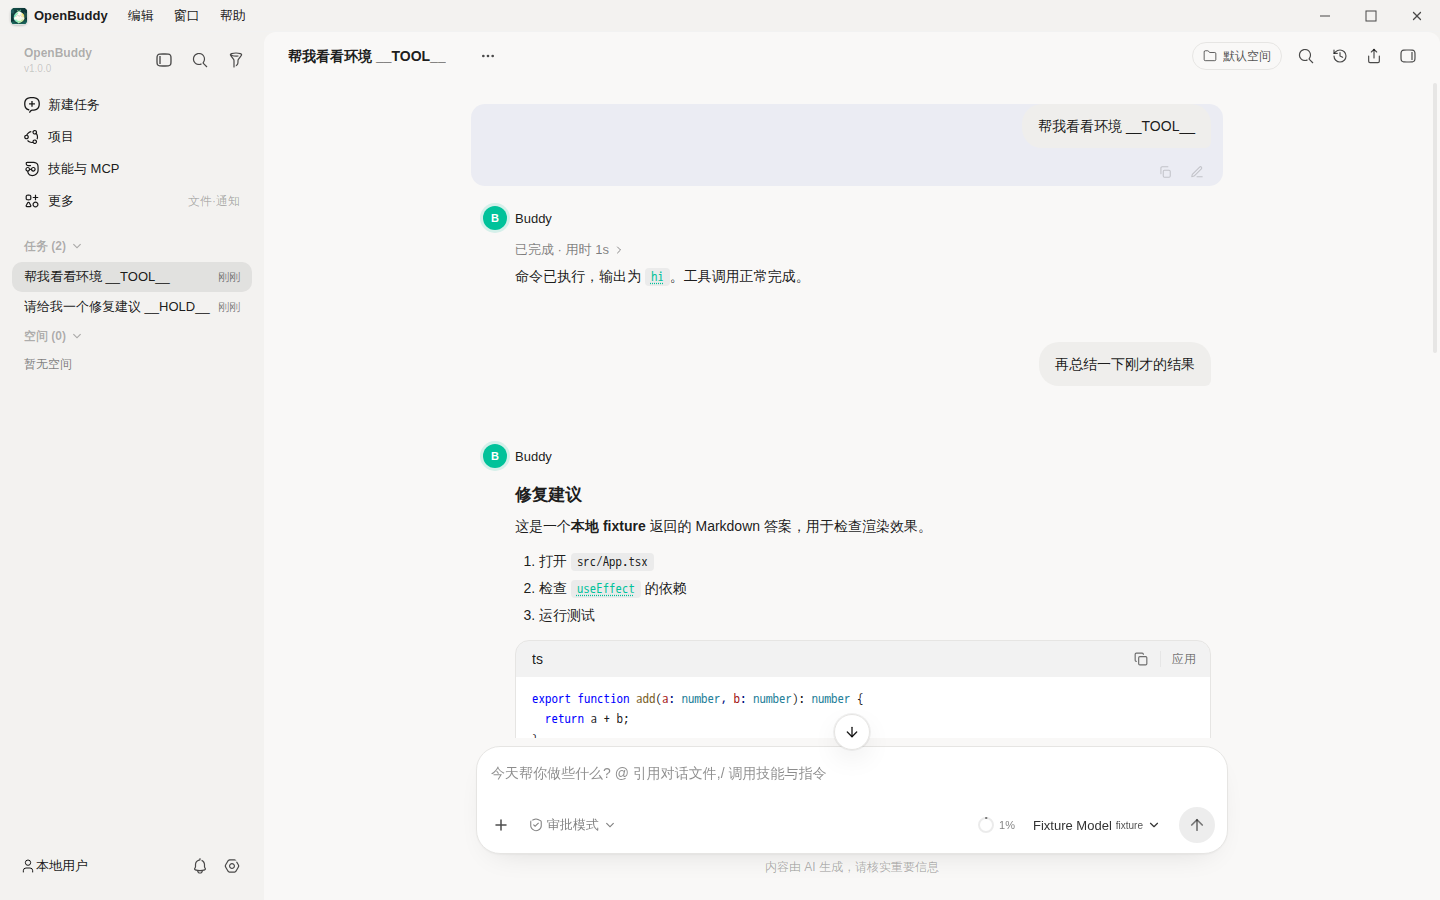 OpenBuddy 编辑 窗口 帮助
OpenBuddy
v1.0.0
新建任务
项目
技能与 MCP
更多 文件·通知
任务 (2)
帮我看看环境 __TOOL__ 刚刚
请给我一个修复建议 __HOLD__ 刚刚
空间 (0)
暂无空间
本地用户
帮我看看环境 __TOOL__ 默认空间
帮我看看环境 __TOOL__
B Buddy
已完成 · 用时 1s
命令已执行，输出为 hi 。工具调用正常完成。
再总结一下刚才的结果
B Buddy
修复建议
这是一个本地 fixture 返回的 Markdown 答案，用于检查渲染效果。
1. 打开 src/App.tsx
2. 检查 useEffect 的依赖
3. 运行测试
ts 应用
export function add(a: number, b: number): number {
return a + b;
}
今天帮你做些什么? @ 引用对话文件,/ 调用技能与指令
审批模式 1% Fixture Model fixture
内容由 AI 生成，请核实重要信息